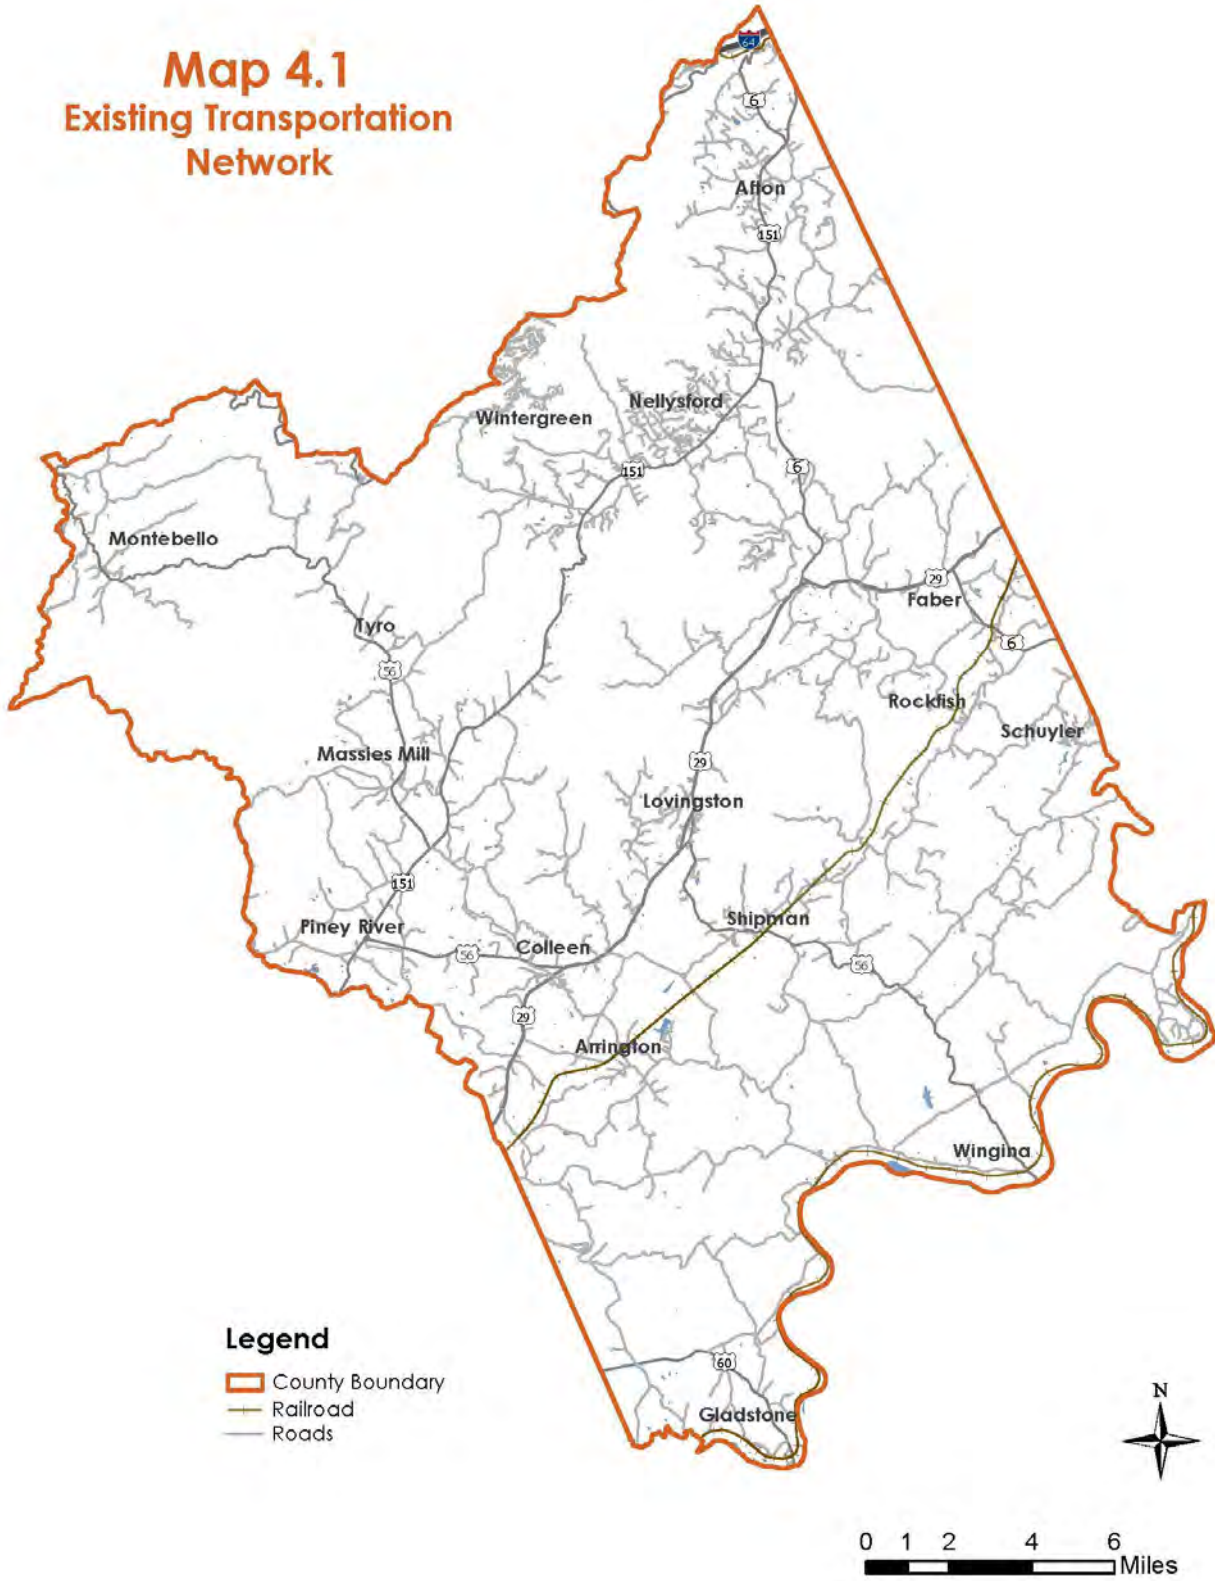 Map 4.1
Existing Transportation
Network
64
6
Afton
151
Nellysford
Wintergreen
151
6
Montebello
29
Faber
Tyro
6
56
Rockfish
Schuyler
Massies Mill
29
Lovingston
151
Shipman
Piney River
Colleen
56
56
29
Arrington
Wingina
60
Gladstone
Legend
County Boundary
Railroad
Roads
N
0 1 2 4 6
Miles